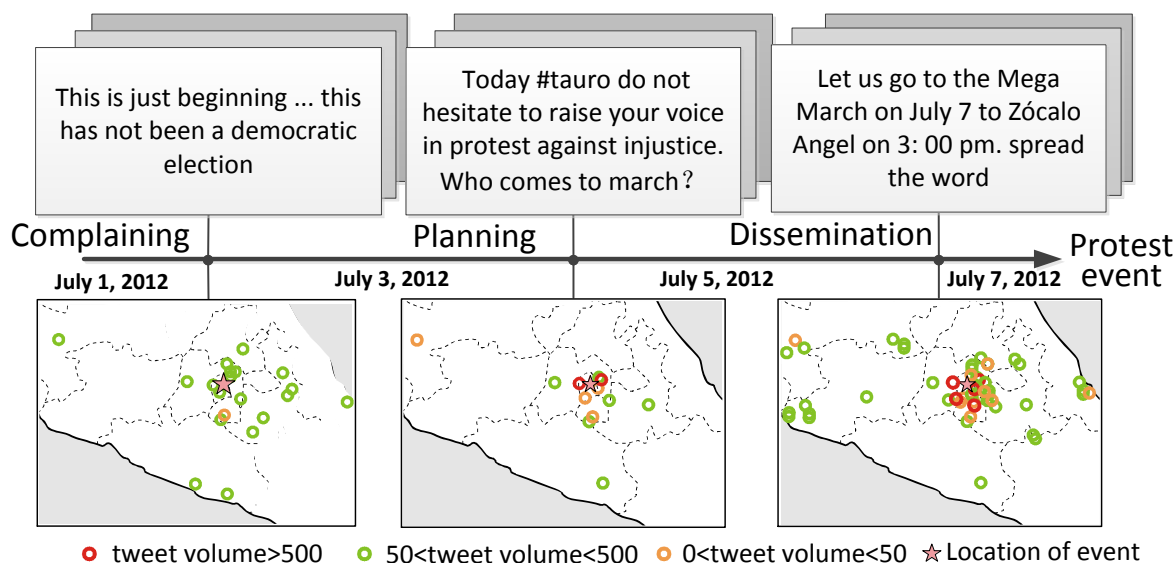 This is just beginning ... this
has not been a democratic
election
Today #tauro do not
hesitate to raise your voice
in protest against injustice.
Who comes to march？
Let us go to the Mega
March on July 7 to Zócalo
Angel on 3: 00 pm. spread
the word
Complaining
Planning
Dissemination
Protest
event
July 1, 2012
July 3, 2012
July 5, 2012
July 7, 2012
tweet volume>500
50<tweet volume<500
0<tweet volume<50
Location of event